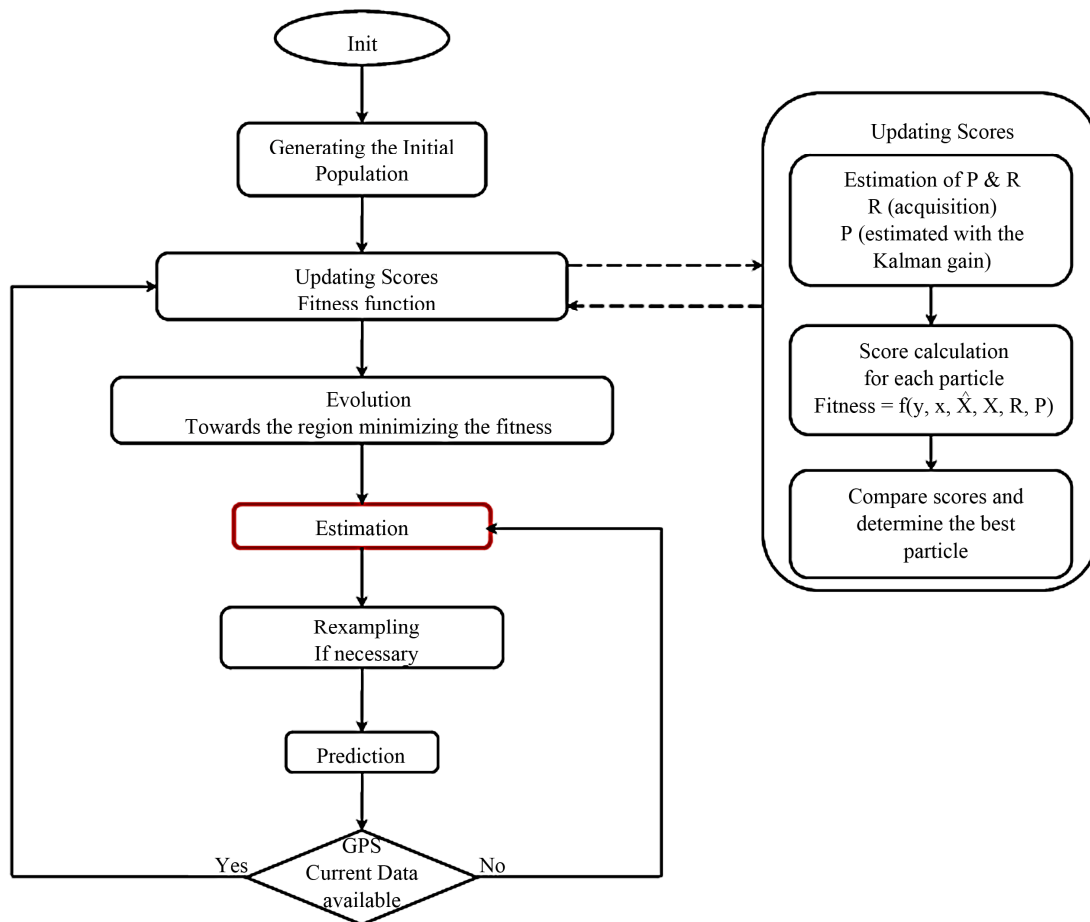 Init
Generating the Initial
Population
Updating Scores
Fitness function
Evolution
Towards the region minimizing the fitness
Estimation
Rexampling
If necessary
Prediction
GPS
Current Data
available
Yes
No
Updating Scores
Estimation of P & R
R (acquisition)
P (estimated with the
Kalman gain)
Score calculation
for each particle
Fitness = f(y, x, X̂, X, R, P)
Compare scores and
determine the best
particle